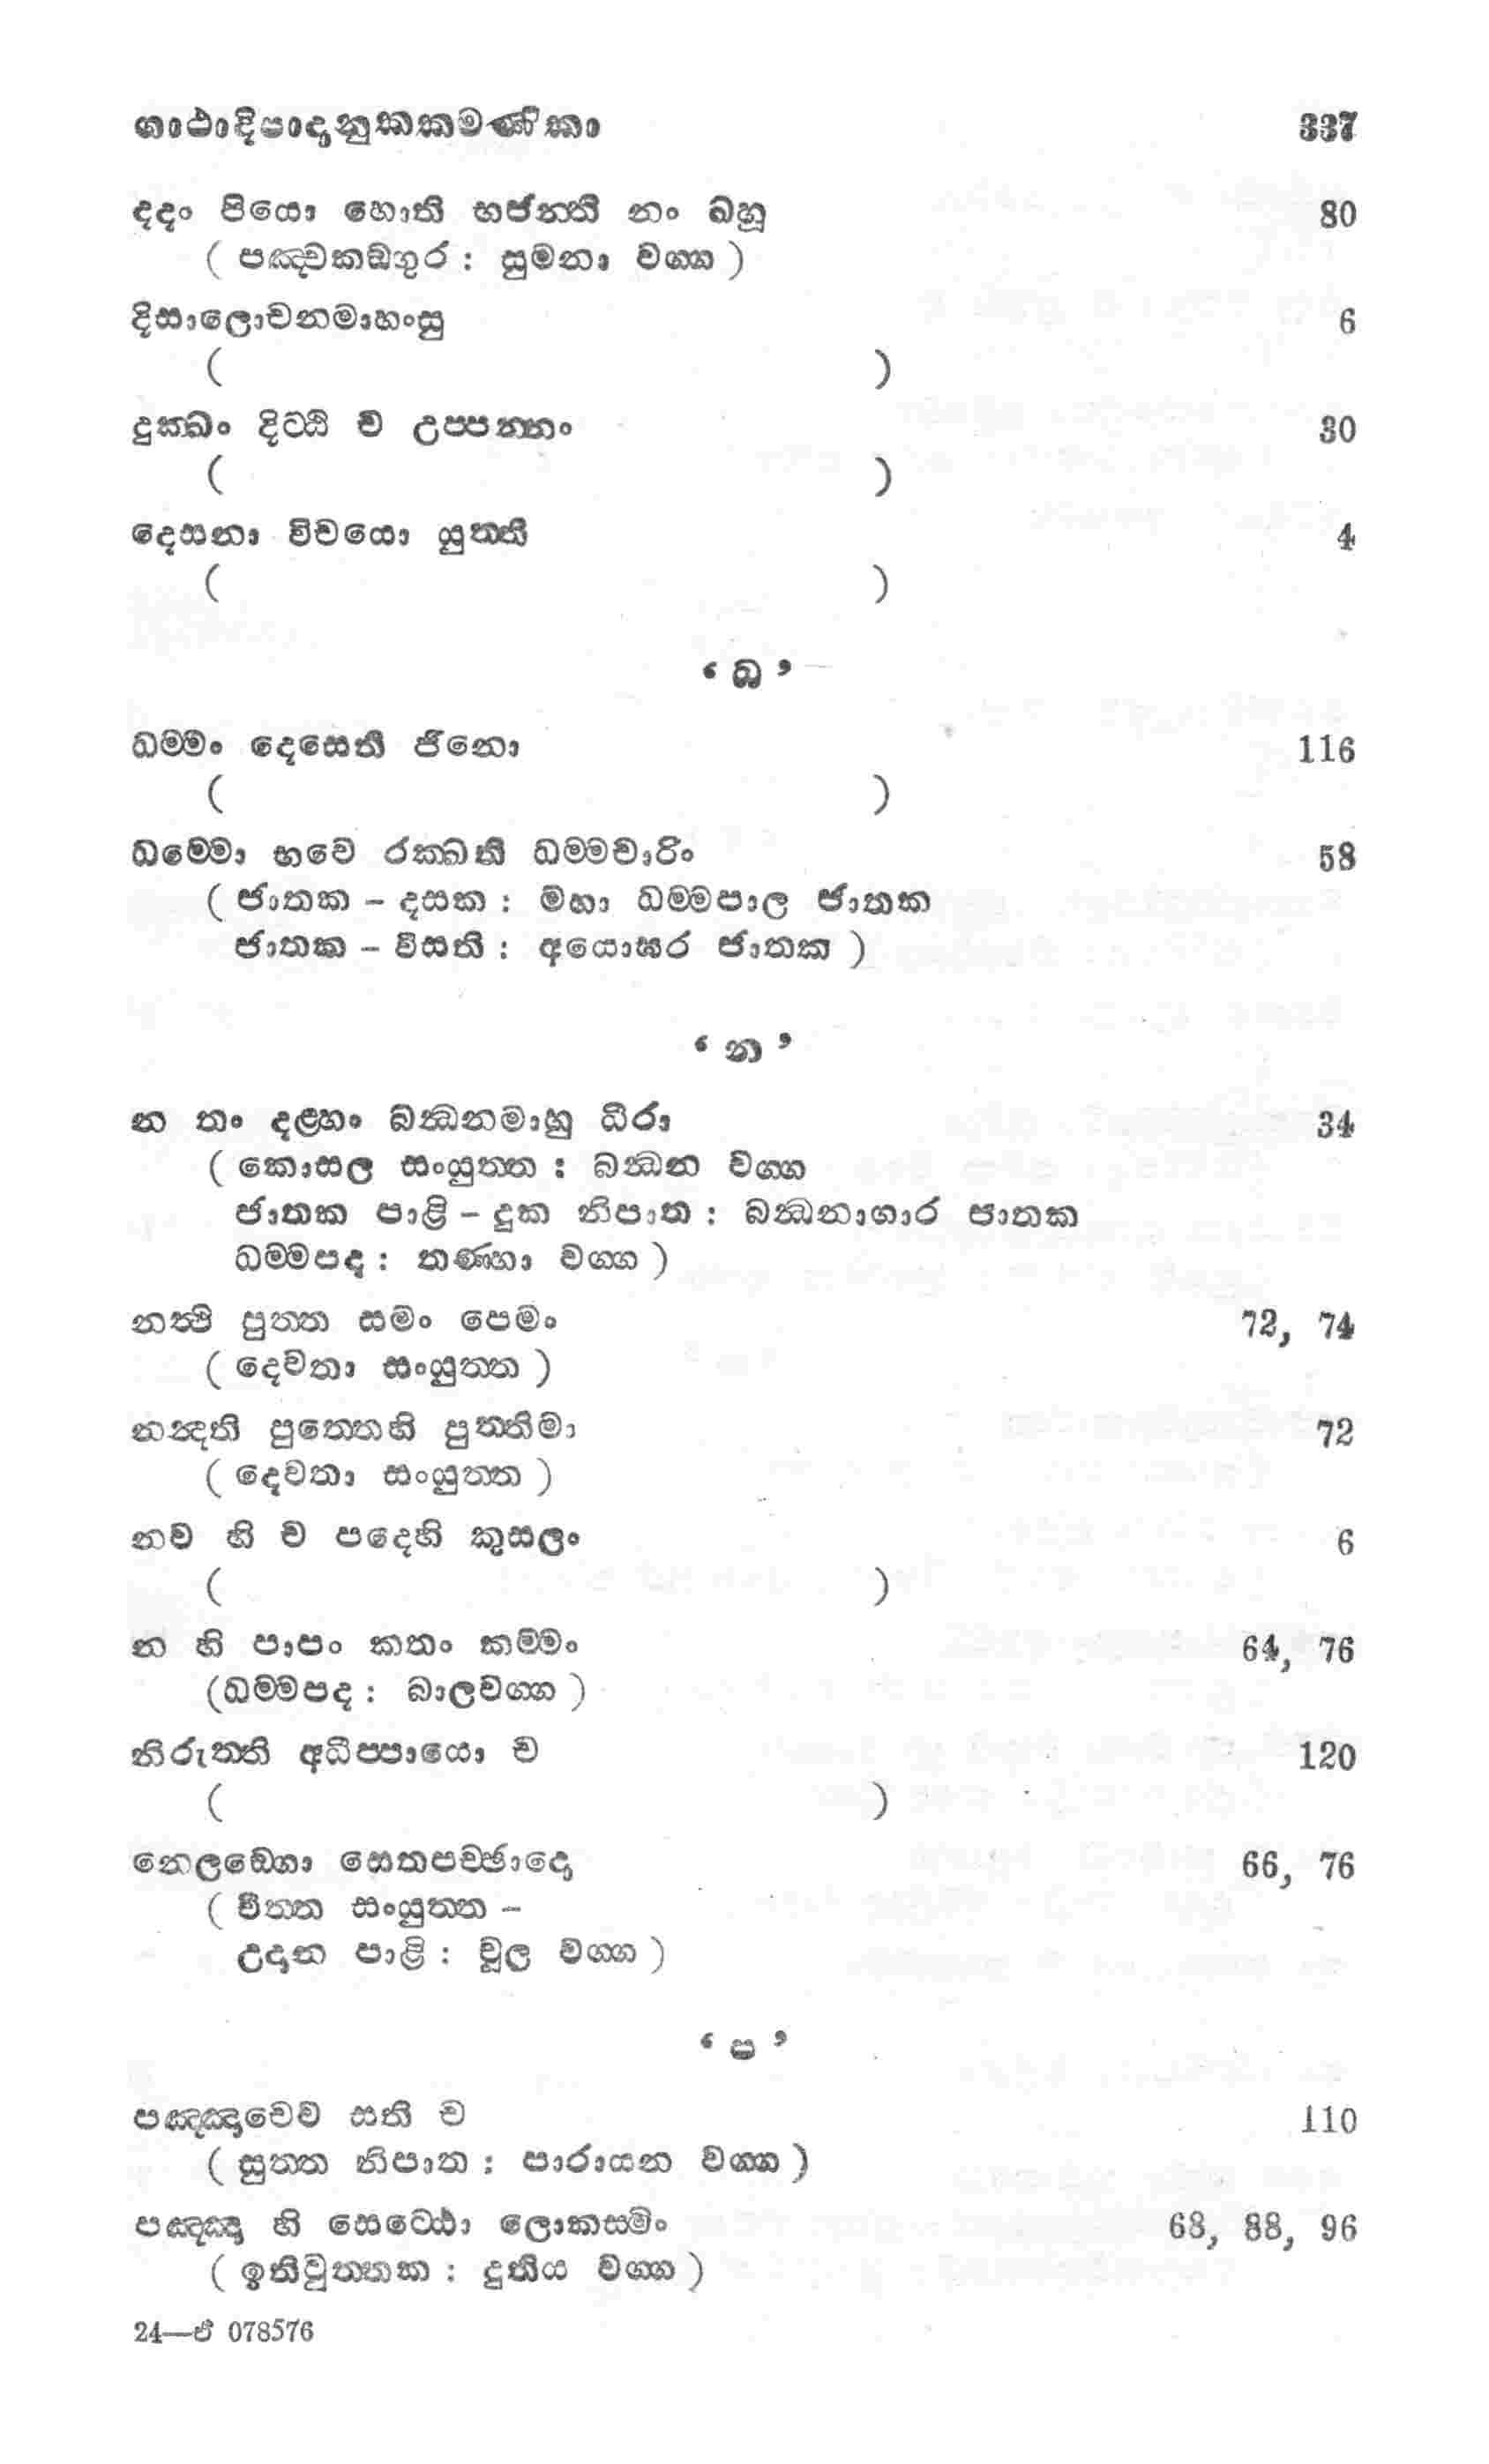 ගාථාදිපාදානුක්කමණිකා 337
දදං පියො හොති භජන්ති නං බහූ 80
( පඤ්චකඞ්ගුර : සුමනා වග්ග )
දිසාලොචනමාහංසු 6
( )
දුක්ඛං දිට්ඨි ච උප්පන්නං 30
( )
දෙසනා විචයො යුත්ති 4
( )
‘ ධ ’
ධම්මං දෙසෙති ජිනො 116
( )
ධම්මො භවෙ රක්ඛති ධම්මචාරිං 58
( ජාතක – දසක : මහා ධම්මපාල ජාතක
ජාතක – වීසති : අයොඝර ජාතක )
‘ න ’
න තං දළ්හං බන්ධනමාහු ධීරා 34
( කොසල සංයුත්ත : බන්ධන වග්ග
ජාතක පාළි – දූක නිපාත : බන්ධනාගාර ජාතක
ධම්මපද : තණ්හා වග්ග )
නත්ථි පුත්ත සමං පෙමං 72, 74
( දෙවතා සංයුත්ත )
නන්දති පුත්තෙහි පුත්තිමා 72
( දෙවතා සංයුත්ත )
නව හි ච පදෙහි කුසලං 6
( )
න හි පාපං කතං කම්මං 64, 76
(ධම්මපද : බාලවග්ග )
නිරුත්ති අධිප්පායො ච 120
( )
නෙලඞ්ගො සෙතපච්ඡාදො 66, 76
( චිත්ත සංයුත්ත –
උදාන පාළි : චූල වග්ග )
‘ ප ’
පඤ්ඤාචෙව සති ච 110
( සුත්ත නිපාත : පාරායන වග්ග )
පඤ්ඤා හි සෙට්ඨො ලොකස්මිං 68, 88, 96
( ඉතිවුත්තක : දුතිය වග්ග )
24—ඒ 078576